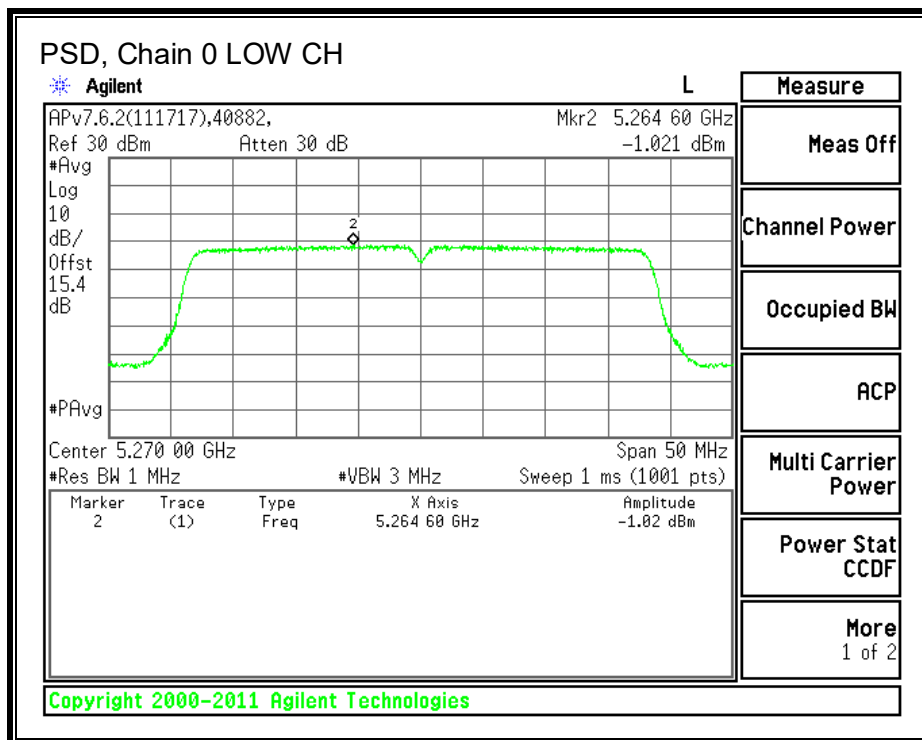 PSD, Chain 0 LOW CH
Agilent L
APv7.6.2(111717),40882, Mkr2 5.264 60 GHz
Ref 30 dBm Atten 30 dB -1.021 dBm
#Avg
Log
10
dB/
Offst
15.4
dB
#PAvg
2
Center 5.270 00 GHz Span 50 MHz
#Res BW 1 MHz #VBW 3 MHz Sweep 1 ms (1001 pts)
Marker Trace Type X Axis Amplitude
2 (1) Freq 5.264 60 GHz -1.02 dBm
Measure
Meas Off
Channel Power
Occupied BW
ACP
Multi Carrier
Power
Power Stat
CCDF
More
1 of 2
Copyright 2000-2011 Agilent Technologies